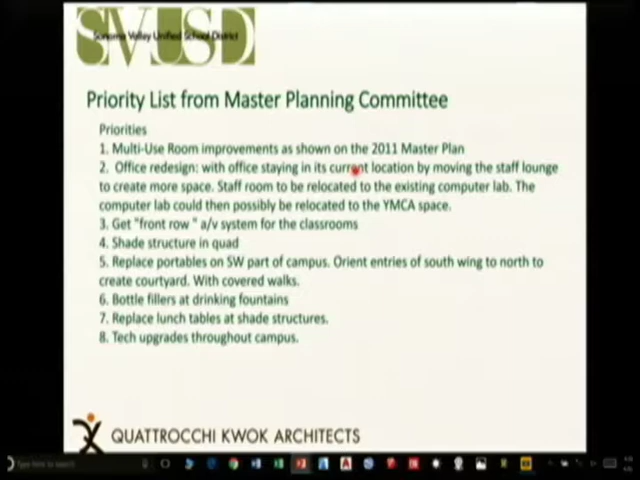 SVUSD
Sonoma Valley Unified School District
Priority List from Master Planning Committee
Priorities
1. Multi-Use Room improvements as shown on the 2011 Master Plan
2. Office redesign: with office staying in its current location by moving the staff lounge
to create more space. Staff room to be relocated to the existing computer lab. The
computer lab could then possibly be relocated to the YMCA space.
3. Get "front row " a/v system for the classrooms
4. Shade structure in quad
5. Replace portables on SW part of campus. Orient entries of south wing to north to
create courtyard. With covered walks.
6. Bottle fillers at drinking fountains
7. Replace lunch tables at shade structures.
8. Tech upgrades throughout campus.
QUATTROCCHI KWOK ARCHITECTS
Type here to search